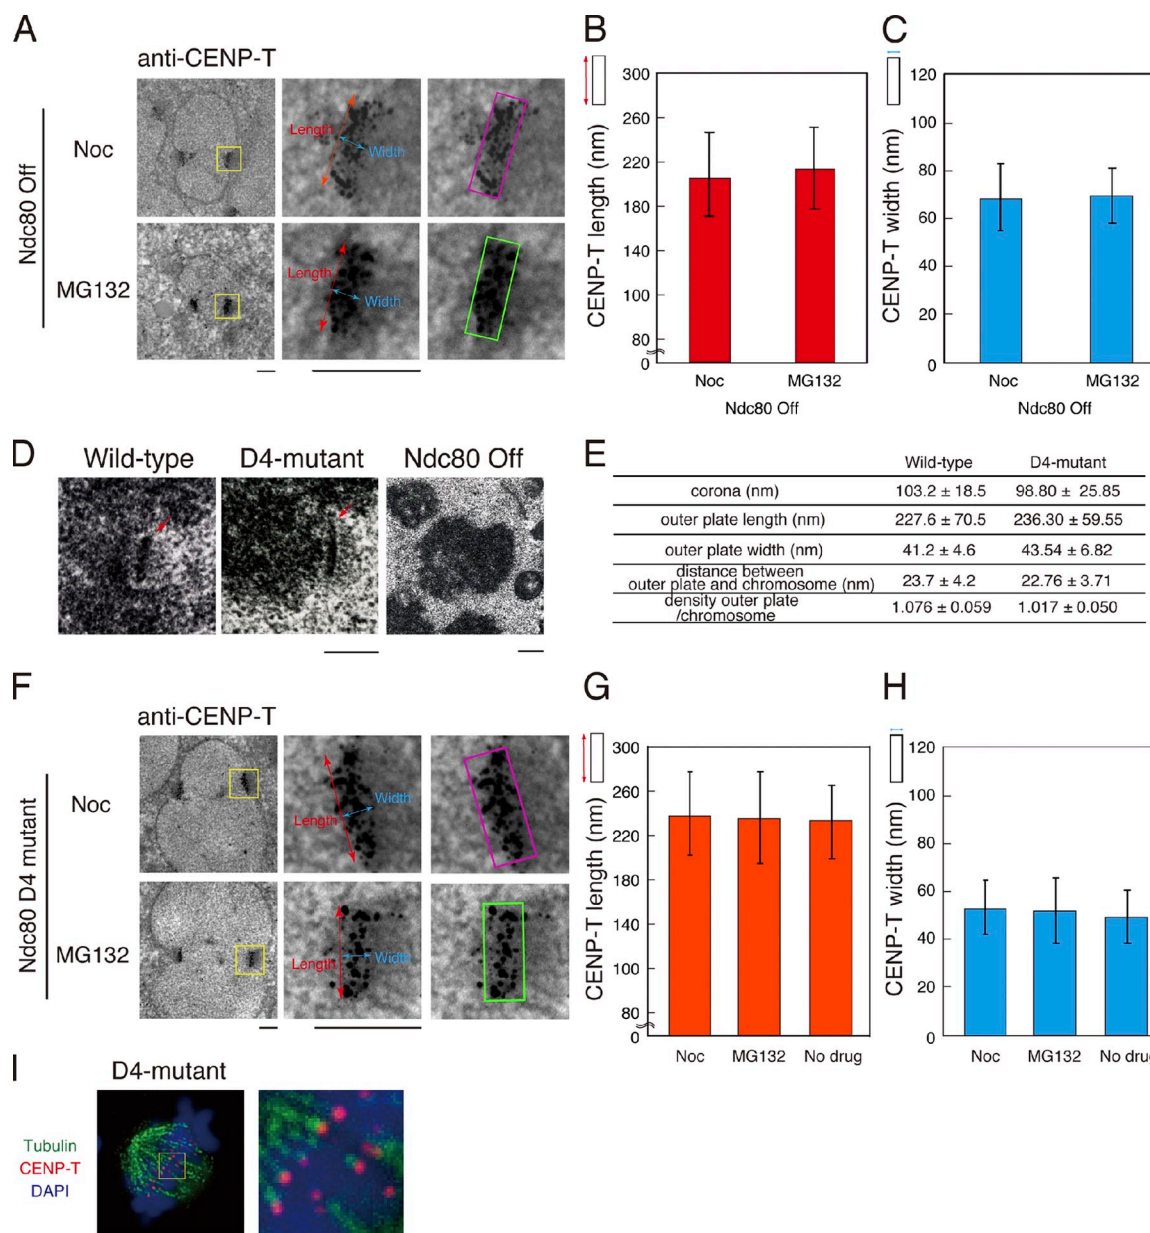 A
anti-CENP-T
Ndc80 Off
Noc
MG132
Length
Width
Length
Width
B
CENP-T length (nm)
300
260
220
180
140
100
80
0
Noc
MG132
Ndc80 Off
C
CENP-T width (nm)
120
100
80
60
40
20
0
Noc
MG132
Ndc80 Off
D
Wild-type
D4-mutant
Ndc80 Off
E
Wild-type D4-mutant
corona (nm) 103.2 ± 18.5 98.80 ± 25.85
outer plate length (nm) 227.6 ± 70.5 236.30 ± 59.55
outer plate width (nm) 41.2 ± 4.6 43.54 ± 6.82
distance between
outer plate and chromosome (nm) 23.7 ± 4.2 22.76 ± 3.71
density outer plate
/chromosome 1.076 ± 0.059 1.017 ± 0.050
F
anti-CENP-T
Ndc80 D4 mutant
Noc
MG132
Length
Width
Length
Width
G
CENP-T length (nm)
300
260
220
180
140
100
80
0
Noc
MG132
No drug
H
CENP-T width (nm)
120
100
80
60
40
20
0
Noc
MG132
No drug
I
D4-mutant
Tubulin
CENP-T
DAPI